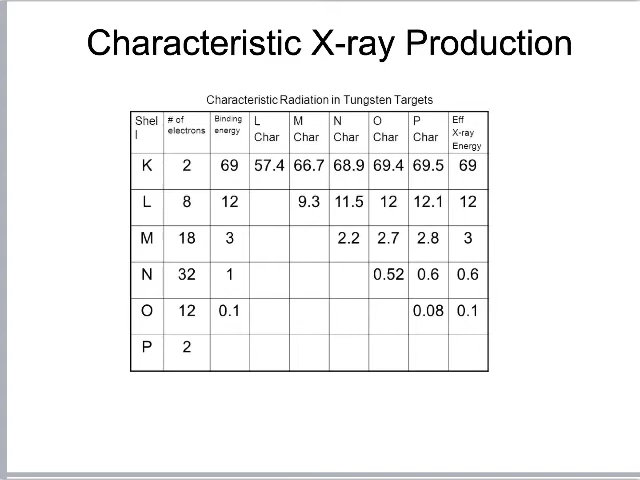 Characteristic X-ray Production
Characteristic Radiation in Tungsten Targets
Shel
l
# of
electrons
Binding
energy
L
Char
M
Char
N
Char
O
Char
P
Char
Eff
X-ray
Energy
K 2 69 57.4 66.7 68.9 69.4 69.5 69
L 8 12 9.3 11.5 12 12.1 12
M 18 3 2.2 2.7 2.8 3
N 32 1 0.52 0.6 0.6
O 12 0.1 0.08 0.1
P 2